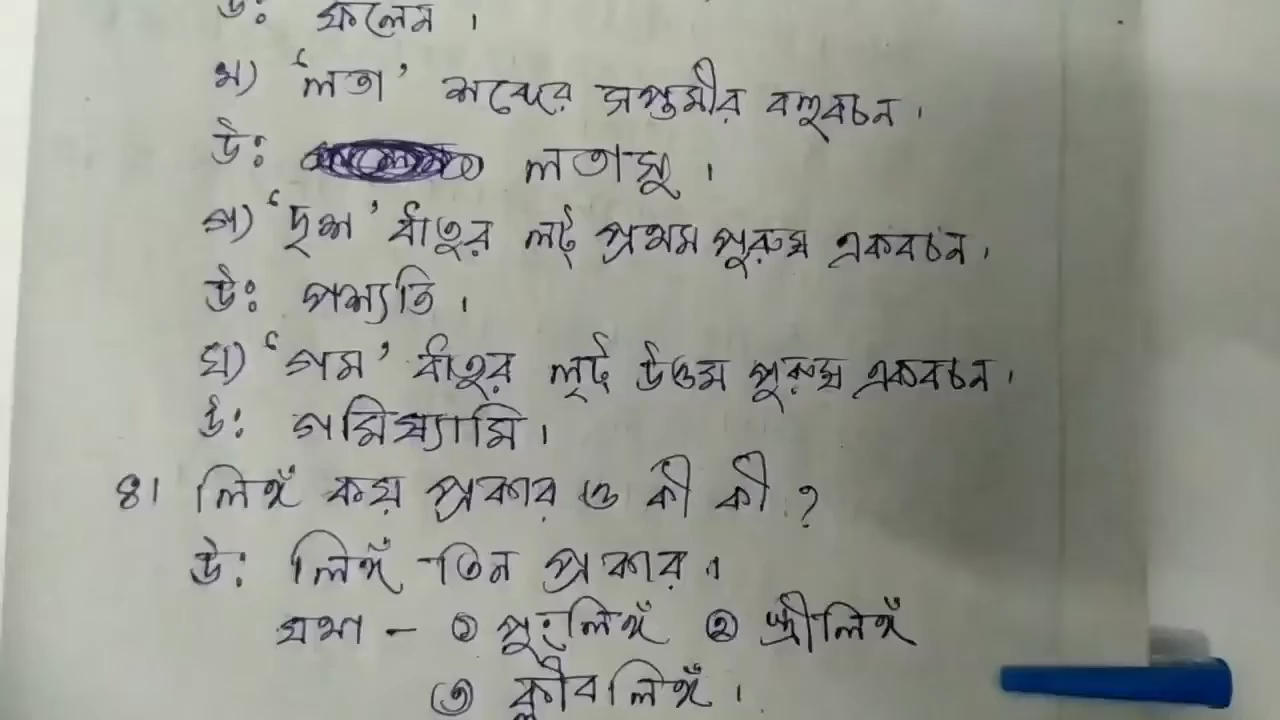 উঃ ফলেন ।
খ) 'লতা' শব্দের সপ্তমীর বহুবচন ।
উঃ লতাসু ।
গ) 'দৃশ' ধাতুর লট্ প্রথম পুরুষ একবচন ।
উঃ পশ্যতি ।
ঘ) 'গম' ধাতুর লৃট উত্তম পুরুষ একবচন ।
উঃ গমিষ্যামি ।
৪। লিঙ্গ কয় প্রকার ও কী কী ?
উঃ লিঙ্গ তিন প্রকার ।
যথা - ① পুংলিঙ্গ ② স্ত্রীলিঙ্গ
③ ক্লীবলিঙ্গ ।